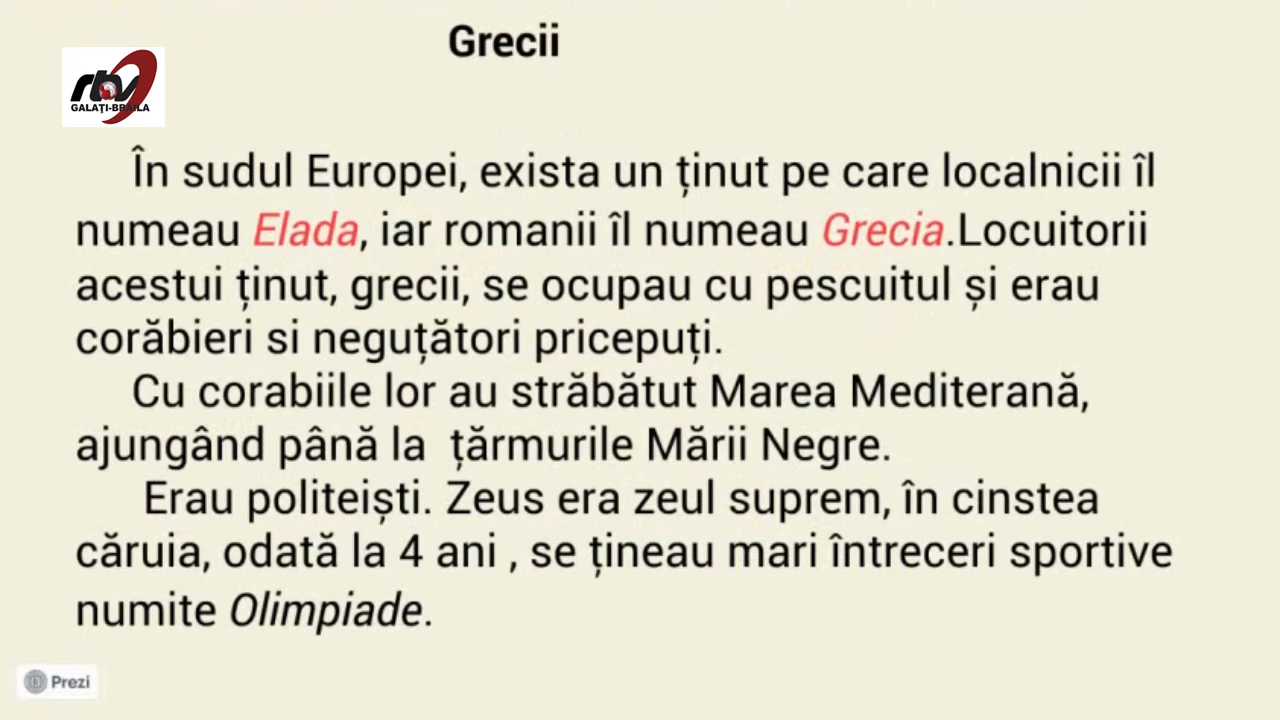 Grecii
rtv
GALAȚI-BRĂILA
În sudul Europei, exista un ținut pe care localnicii îl
numeau Elada, iar romanii îl numeau Grecia.Locuitorii
acestui ținut, grecii, se ocupau cu pescuitul și erau
corăbieri si neguțători pricepuți.
Cu corabiile lor au străbătut Marea Mediterană,
ajungând până la țărmurile Mării Negre.
Erau politeiști. Zeus era zeul suprem, în cinstea
căruia, odată la 4 ani , se țineau mari întreceri sportive
numite Olimpiade.
Prezi